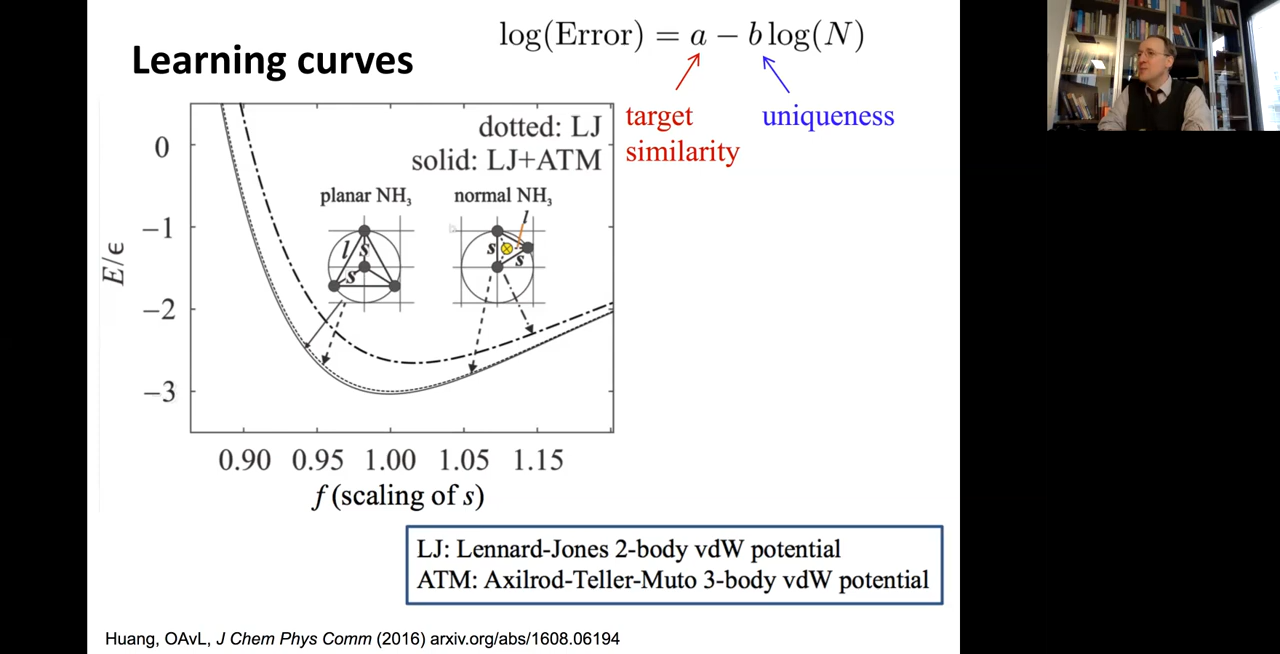 log(Error) = a − b log(N)
Learning curves
target
similarity
uniqueness
dotted: LJ
solid: LJ+ATM
planar NH₃
normal NH₃
l s
s
l
s
s
0
−1
−2
−3
E/ϵ
0.90 0.95 1.00 1.05 1.15
f (scaling of s)
LJ: Lennard-Jones 2-body vdW potential
ATM: Axilrod-Teller-Muto 3-body vdW potential
Huang, OAvL, J Chem Phys Comm (2016) arxiv.org/abs/1608.06194